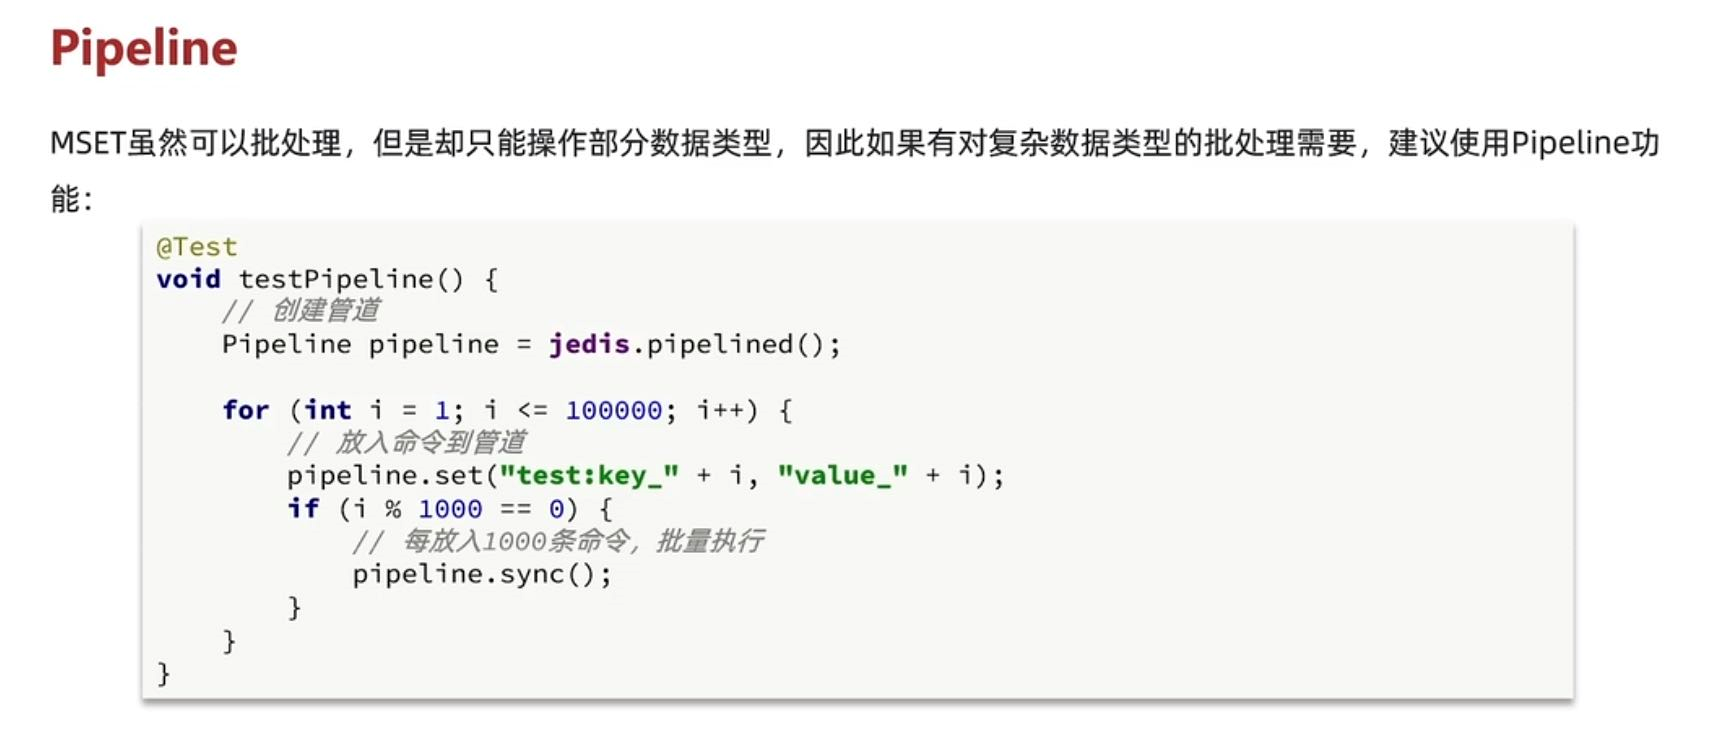 Pipeline
MSET虽然可以批处理，但是却只能操作部分数据类型，因此如果有对复杂数据类型的批处理需要，建议使用Pipeline功
能：
@Test
void testPipeline() {
    // 创建管道
    Pipeline pipeline = jedis.pipelined();

    for (int i = 1; i <= 100000; i++) {
        // 放入命令到管道
        pipeline.set("test:key_" + i, "value_" + i);
        if (i % 1000 == 0) {
            // 每放入1000条命令，批量执行
            pipeline.sync();
        }
    }
}